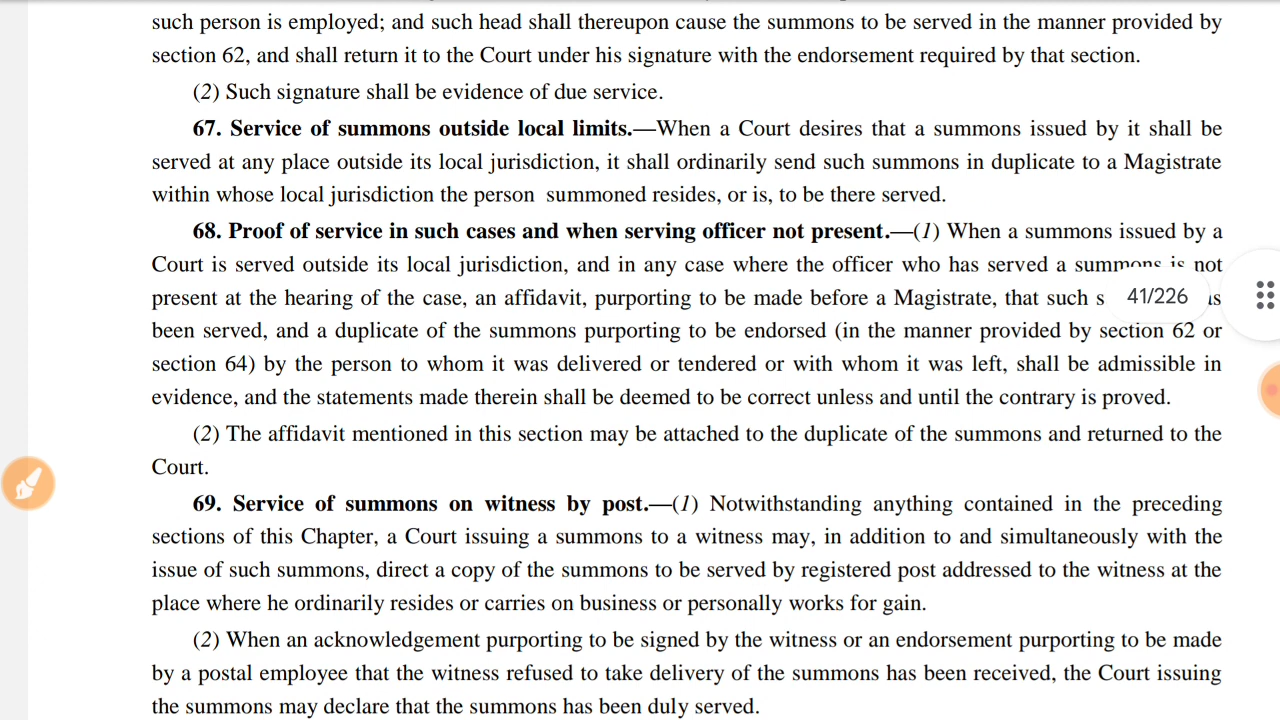 such person is employed; and such head shall thereupon cause the summons to be served in the manner provided by
section 62, and shall return it to the Court under his signature with the endorsement required by that section.
(2) Such signature shall be evidence of due service.
67. Service of summons outside local limits.—When a Court desires that a summons issued by it shall be
served at any place outside its local jurisdiction, it shall ordinarily send such summons in duplicate to a Magistrate
within whose local jurisdiction the person summoned resides, or is, to be there served.
68. Proof of service in such cases and when serving officer not present.—(1) When a summons issued by a
Court is served outside its local jurisdiction, and in any case where the officer who has served a summons is not
present at the hearing of the case, an affidavit, purporting to be made before a Magistrate, that such
41/226
been served, and a duplicate of the summons purporting to be endorsed (in the manner provided by section 62 or
section 64) by the person to whom it was delivered or tendered or with whom it was left, shall be admissible in
evidence, and the statements made therein shall be deemed to be correct unless and until the contrary is proved.
(2) The affidavit mentioned in this section may be attached to the duplicate of the summons and returned to the
Court.
69. Service of summons on witness by post.—(1) Notwithstanding anything contained in the preceding
sections of this Chapter, a Court issuing a summons to a witness may, in addition to and simultaneously with the
issue of such summons, direct a copy of the summons to be served by registered post addressed to the witness at the
place where he ordinarily resides or carries on business or personally works for gain.
(2) When an acknowledgement purporting to be signed by the witness or an endorsement purporting to be made
by a postal employee that the witness refused to take delivery of the summons has been received, the Court issuing
the summons may declare that the summons has been duly served.